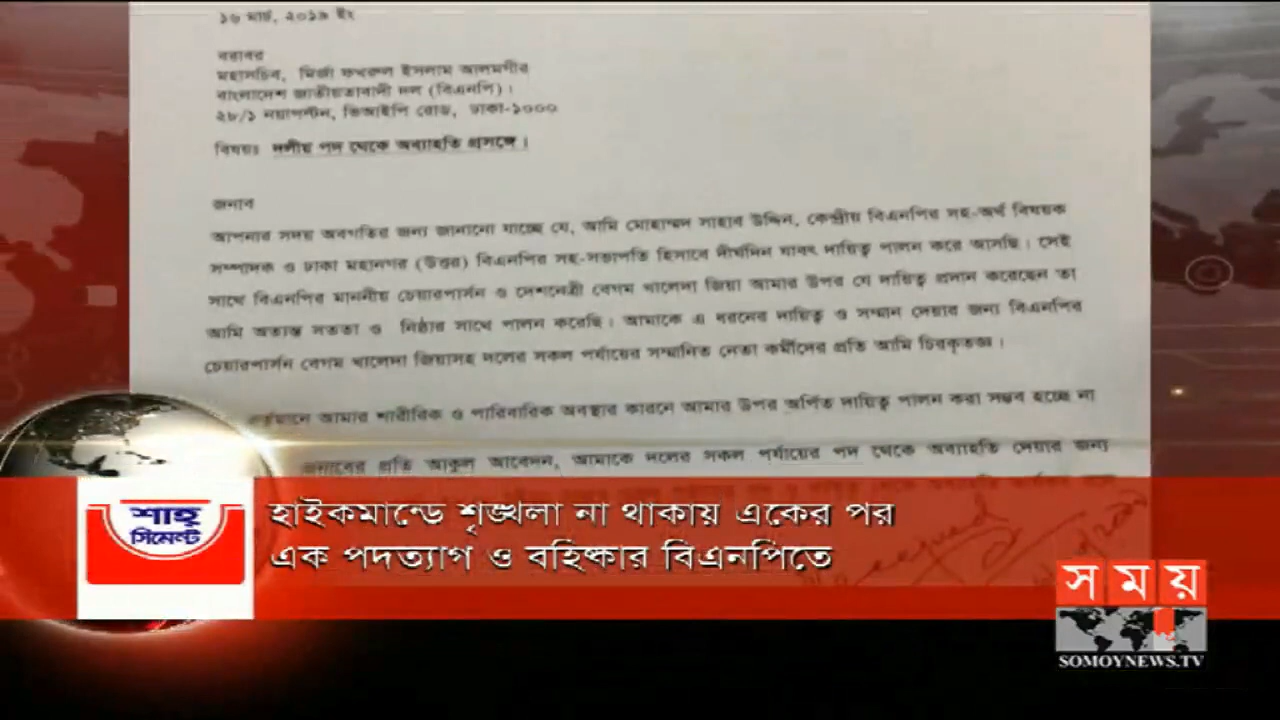 ১৬ মার্চ, ২০১৯ ইং
বরাবর
মহাসচিব, মির্জা ফখরুল ইসলাম আলমগীর
বাংলাদেশ জাতীয়তাবাদী দল (বিএনপি)।
২৮/১ নয়াপল্টন, ভিআইপি রোড, ঢাকা-১০০০
বিষয়ঃ দলীয় পদ থেকে অব্যাহতি প্রসঙ্গে।
জনাব
আপনার সদয় অবগতির জন্য জানানো যাচ্ছে যে, আমি মোহাম্মদ সাহাব উদ্দিন, কেন্দ্রীয় বিএনপির সহ-অর্থ বিষয়ক
সম্পাদক ও ঢাকা মহানগর (উত্তর) বিএনপির সহ-সভাপতি হিসাবে দীর্ঘদিন যাবৎ দায়িত্ব পালন করে আসছি। সেই
সাথে বিএনপির মাননীয় চেয়ারপার্সন ও দেশনেত্রী বেগম খালেদা জিয়া আমার উপর যে দায়িত্ব প্রদান করেছেন তা
আমি অত্যন্ত সততা ও নিষ্ঠার সাথে পালন করেছি। আমাকে এ ধরনের দায়িত্ব ও সম্মান দেয়ার জন্য বিএনপির
চেয়ারপার্সন বেগম খালেদা জিয়াসহ দলের সকল পর্যায়ের সম্মানিত নেতা কর্মীদের প্রতি আমি চিরকৃতজ্ঞ।
বর্তমানে আমার শারীরিক ও পারিবারিক অবস্থার কারনে আমার উপর অর্পিত দায়িত্ব পালন করা সম্ভব হচ্ছে না
জনাবের প্রতি আকুল আবেদন, আমাকে দলের সকল পর্যায়ের পদ থেকে অব্যাহতি দেয়ার জন্য
শাহ্
সিমেন্ট
হাইকমান্ডে শৃঙ্খলা না থাকায় একের পর
এক পদত্যাগ ও বহিষ্কার বিএনপিতে
সময়
SOMOYNEWS.TV